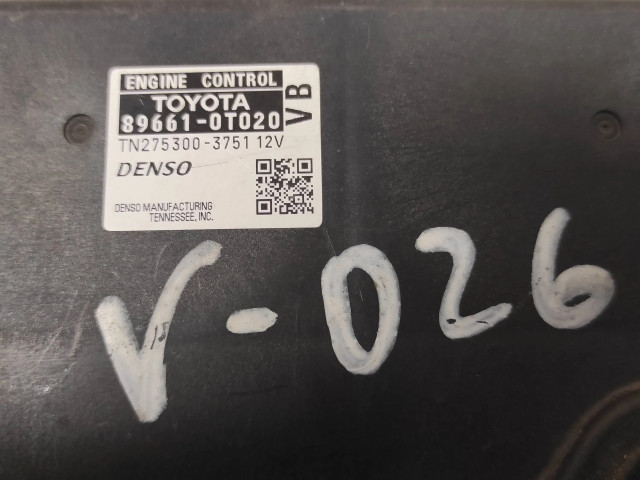 ENGINE CONTROL
TOYOTA
89661-0T020
VB
TN275300-3751 12V
DENSO
DENSO MANUFACTURING
TENNESSEE, INC.
V-026